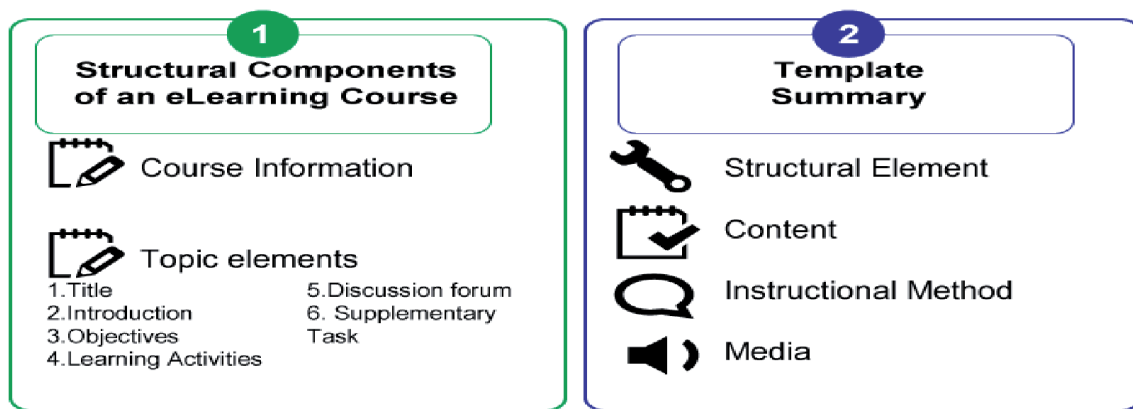 1
Structural Components
of an eLearning Course
Course Information
Topic elements
1.Title
2.Introduction
3.Objectives
4.Learning Activities
5.Discussion forum
6. Supplementary
Task
2
Template
Summary
Structural Element
Content
Instructional Method
Media